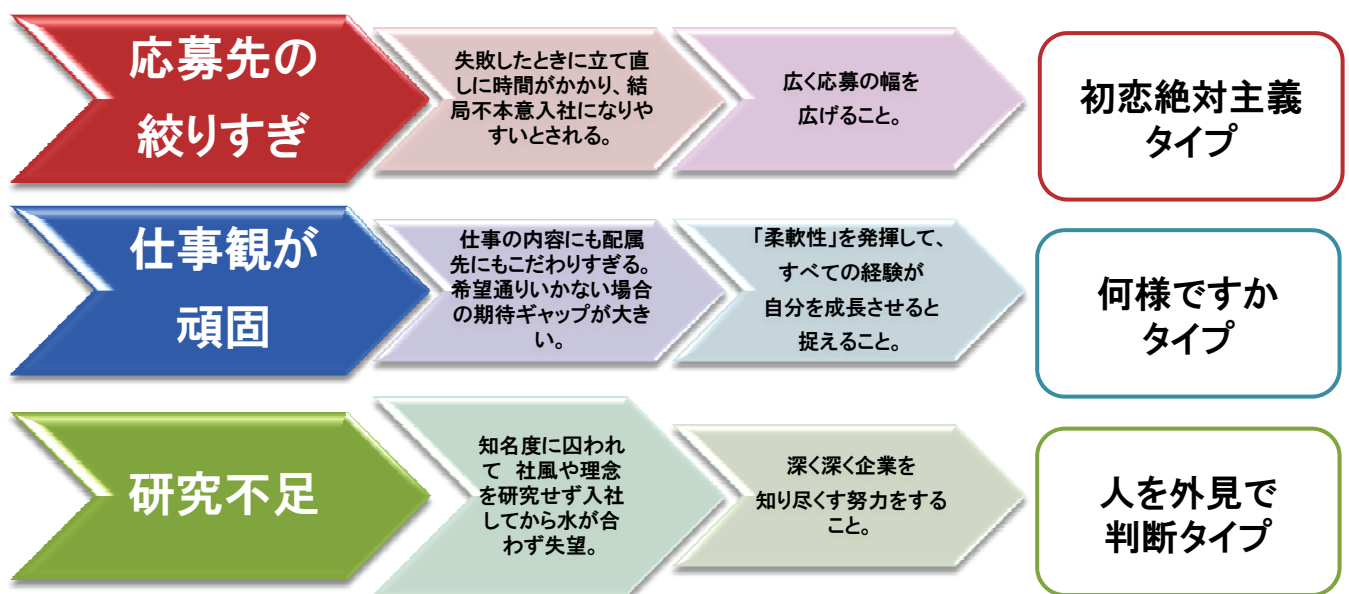 応募先の
絞りすぎ
失敗したときに立て直
しに時間がかかり、結
局不本意入社になりや
すいとされる。
広く応募の幅を
広げること。
初恋絶対主義
タイプ
仕事観が
頑固
仕事の内容にも配属
先にもこだわりすぎる。
希望通りいかない場合
の期待ギャップが大き
い。
「柔軟性」を発揮して、
すべての経験が
自分を成長させると
捉えること。
何様ですか
タイプ
研究不足
知名度に囚われ
て 社風や理念
を研究せず入社
してから水が合
わず失望。
深く深く企業を
知り尽くす努力をする
こと。
人を外見で
判断タイプ